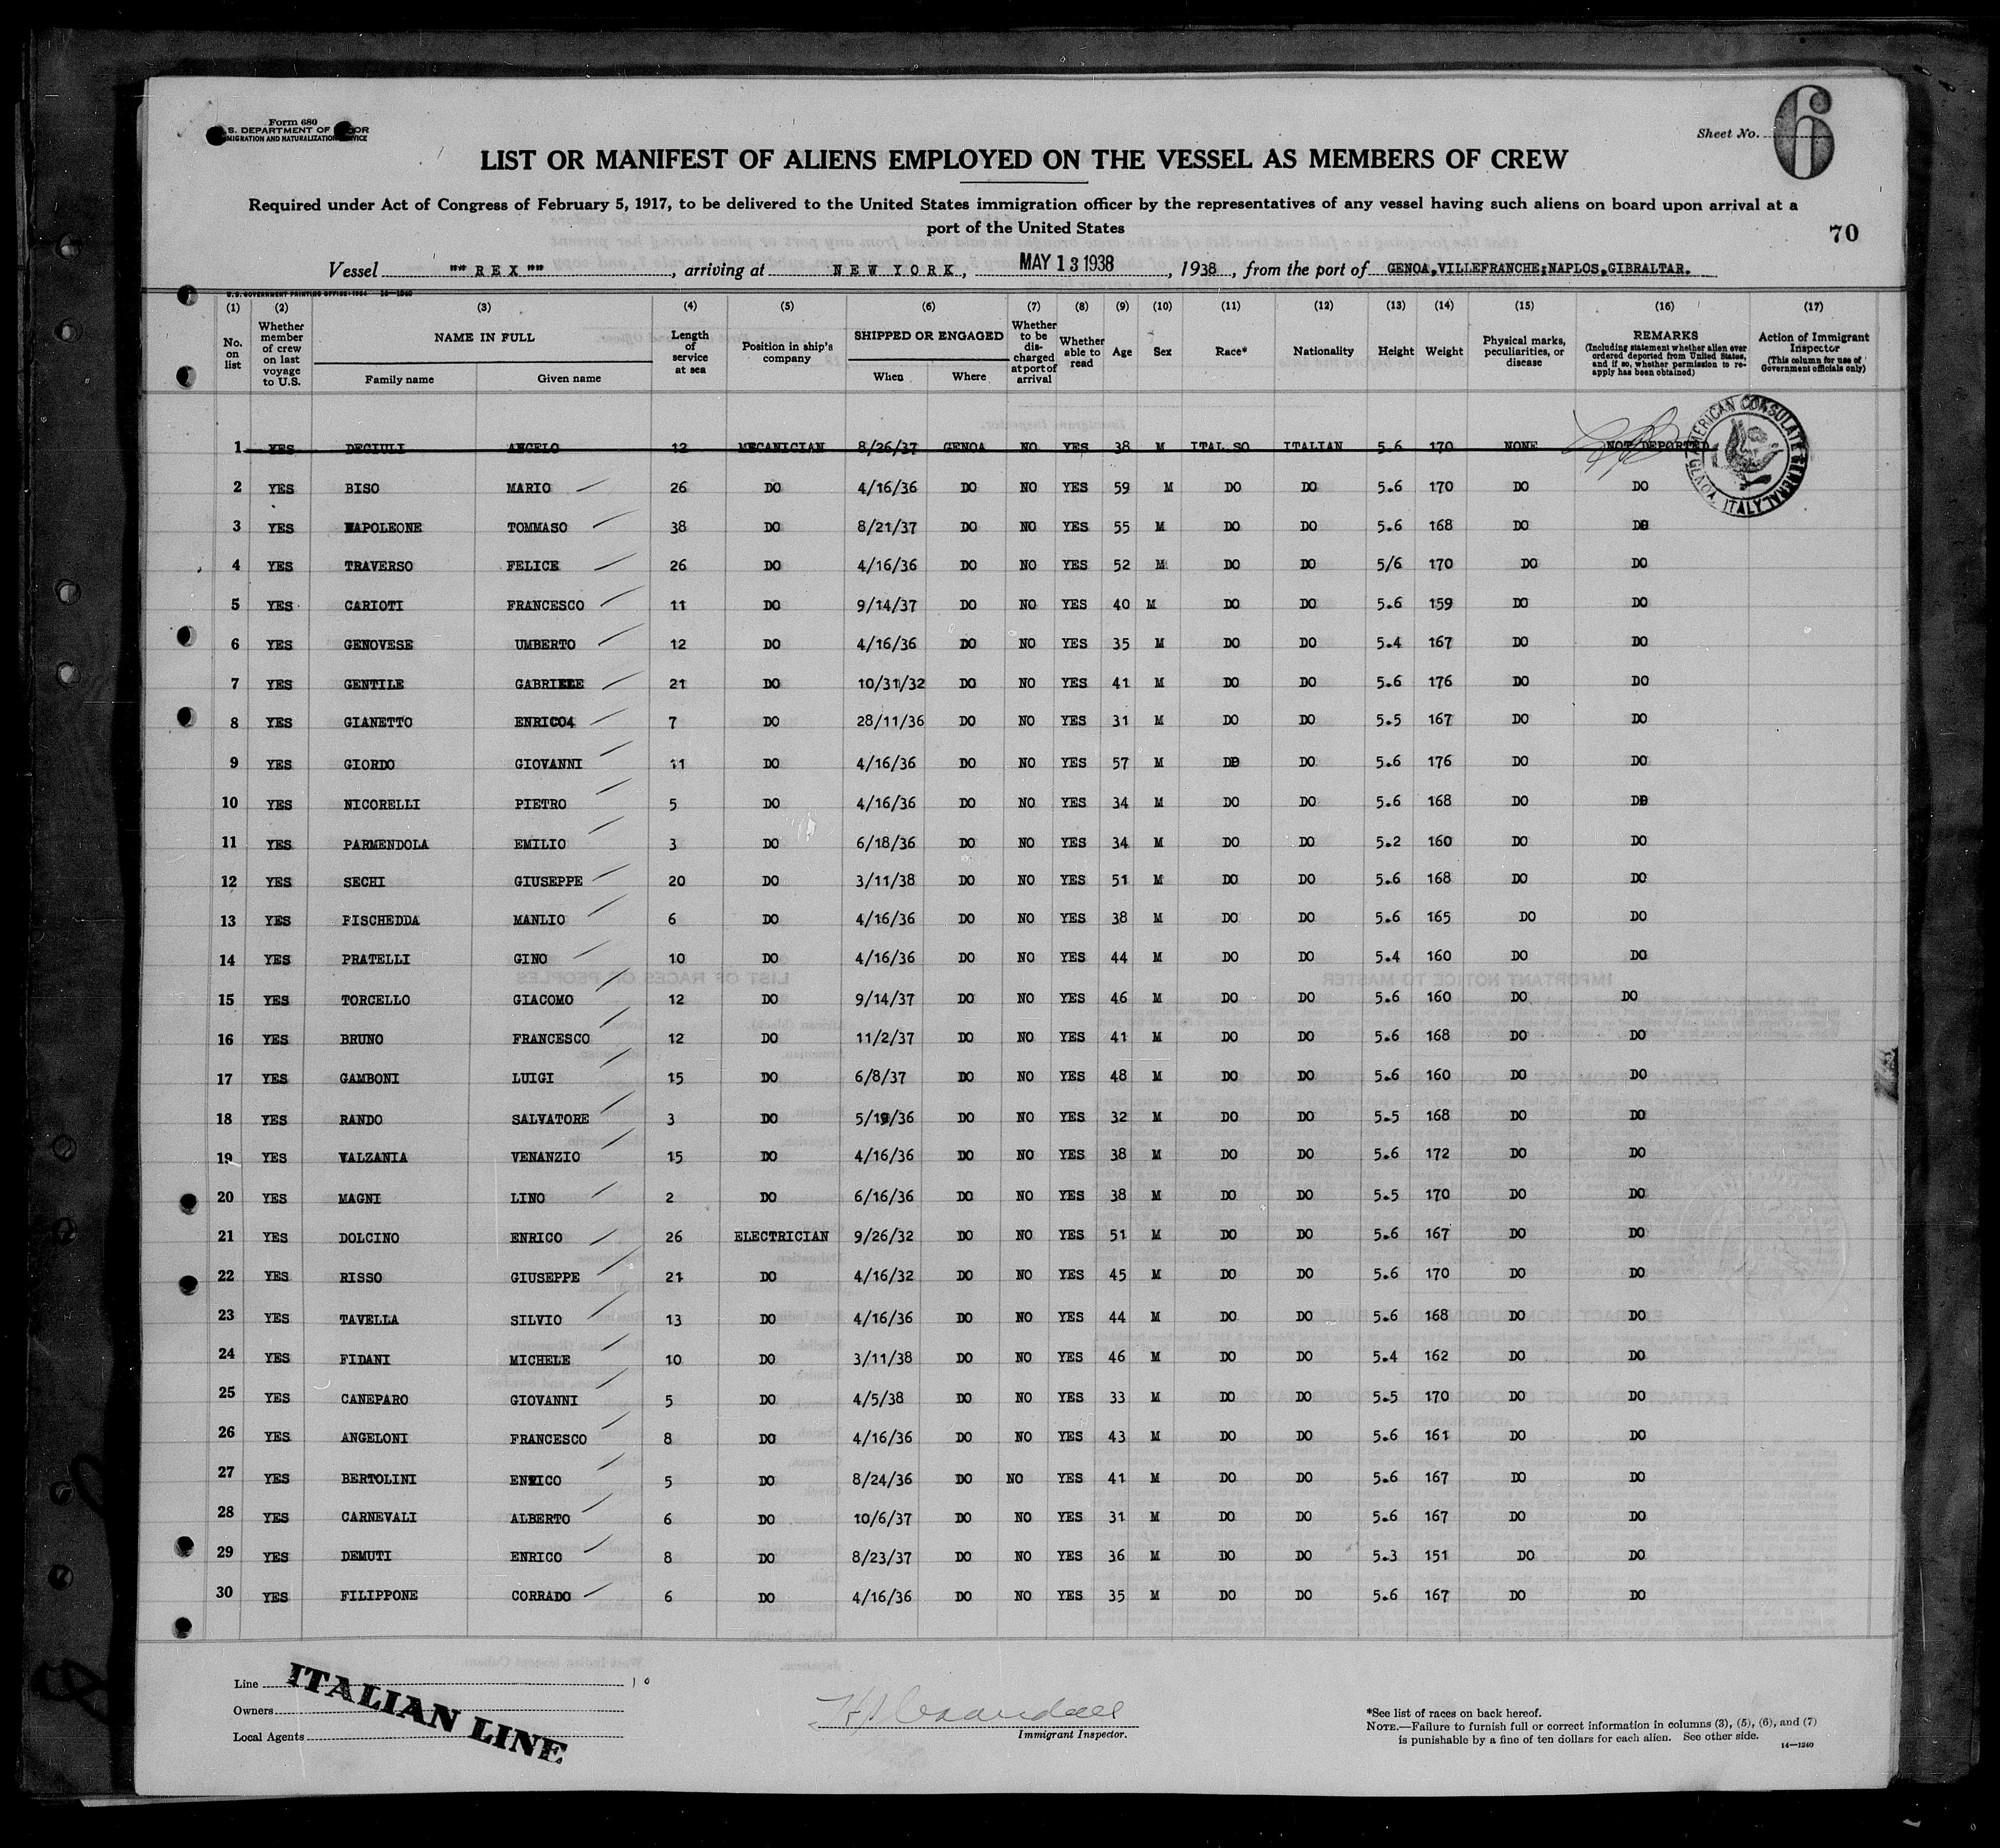 Form 680
S. DEPARTMENT OF OR
MIGRATION AND NATURALIZATION VICE
Sheet No. 6
LIST OR MANIFEST OF ALIENS EMPLOYED ON THE VESSEL AS MEMBERS OF CREW
Required under Act of Congress of February 5, 1917, to be delivered to the United States immigration officer by the representatives of any vessel having such aliens on board upon arrival at a
port of the United States
70
Vessel ""REX"", arriving at NEW YORK, MAY 13 1938, 1938, from the port of GENOA,VILLEFRANCHE;NAPLOS,GIBRALTAR.
U.S. GOVERNMENT PRINTING OFFICE: 1934 14—1240
(1) (2) (3) (4) (5) (6) (7) (8) (9) (10) (11) (12) (13) (14) (15) (16) (17)
No. on list | Whether member of crew on last voyage to U.S. | NAME IN FULL | Length of service at sea | Position in ship's company | SHIPPED OR ENGAGED | Whether to be discharged at port of arrival | Whether able to read | Age | Sex | Race* | Nationality | Height | Weight | Physical marks, peculiarities, or disease | REMARKS (Including statement whether alien ever ordered deported from United States, and if so, whether permission to reapply has been obtained) | Action of Immigrant Inspector (This column for use of Government officials only)
Family name | Given name | When | Where
AMERICAN CONSULATE GENERAL GENOVA, ITALY
1 YES DECIULI ANGELO 12 MECANICIAN 8/26/37 GENOA NO YES 38 M ITAL.SO ITALIAN 5.6 170 NONE NOT DEPORTED
2 YES BISO MARIO 26 DO 4/16/36 DO NO YES 59 M DO DO 5.6 170 DO DO
3 YES NAPOLEONE TOMMASO 38 DO 8/21/37 DO NO YES 55 M DO DO 5.6 168 DO DO
4 YES TRAVERSO FELICE 26 DO 4/16/36 DO NO YES 52 M DO DO 5/6 170 DO DO
5 YES CARIOTI FRANCESCO 11 DO 9/14/37 DO NO YES 40 M DO DO 5.6 159 DO DO
6 YES GENOVESE UMBERTO 12 DO 4/16/36 DO NO YES 35 M DO DO 5.4 167 DO DO
7 YES GENTILE GABRIELE 21 DO 10/31/32 DO NO YES 41 M DO DO 5.6 176 DO DO
8 YES GIANETTO ENRICO4 7 DO 28/11/36 DO NO YES 31 M DO DO 5.5 167 DO DO
9 YES GIORDO GIOVANNI 11 DO 4/16/36 DO NO YES 57 M DO DO 5.6 176 DO DO
10 YES NICORELLI PIETRO 5 DO 4/16/36 DO NO YES 34 M DO DO 5.6 168 DO DO
11 YES PARMENDOLA EMILIO 3 DO 6/18/36 DO NO YES 34 M DO DO 5.2 160 DO DO
12 YES SECHI GIUSEPPE 20 DO 3/11/38 DO NO YES 51 M DO DO 5.6 168 DO DO
13 YES PISCHEDDA MANLIO 6 DO 4/16/36 DO NO YES 38 M DO DO 5.6 165 DO DO
14 YES PRATELLI GINO 10 DO 4/16/36 DO NO YES 44 M DO DO 5.4 160 DO DO
15 YES TORCELLO GIACOMO 12 DO 9/14/37 DO NO YES 46 M DO DO 5.6 160 DO DO
16 YES BRUNO FRANCESCO 12 DO 11/2/37 DO NO YES 41 M DO DO 5.6 168 DO DO
17 YES GAMBONI LUIGI 15 DO 6/8/37 DO NO YES 48 M DO DO 5.6 160 DO DO
18 YES RANDO SALVATORE 3 DO 5/19/36 DO NO YES 32 M DO DO 5.5 168 DO DO
19 YES VALZANIA VENANZIO 15 DO 4/16/36 DO NO YES 38 M DO DO 5.6 172 DO DO
20 YES MAGNI LINO 2 DO 6/16/36 DO NO YES 38 M DO DO 5.5 170 DO DO
21 YES DOLCINO ENRICO 26 ELECTRICIAN 9/26/32 DO NO YES 51 M DO DO 5.6 167 DO DO
22 YES RISSO GIUSEPPE 21 DO 4/16/32 DO NO YES 45 M DO DO 5.6 170 DO DO
23 YES TAVELLA SILVIO 13 DO 4/16/36 DO NO YES 44 M DO DO 5.6 168 DO DO
24 YES FIDANI MICHELE 10 DO 3/11/38 DO NO YES 46 M DO DO 5.4 162 DO DO
25 YES CANEPARO GIOVANNI 5 DO 4/5/38 DO NO YES 33 M DO DO 5.5 170 DO DO
26 YES ANGELONI FRANCESCO 8 DO 4/16/36 DO NO YES 43 M DO DO 5.6 161 DO DO
27 YES BERTOLINI ENRICO 5 DO 8/24/36 DO NO YES 41 M DO DO 5.6 167 DO DO
28 YES CARNEVALI ALBERTO 6 DO 10/6/37 DO NO YES 31 M DO DO 5.6 167 DO DO
29 YES DEMUTI ENRICO 8 DO 8/23/37 DO NO YES 36 M DO DO 5.3 151 DO DO
30 YES FILIPPONE CORRADO 6 DO 4/16/36 DO NO YES 35 M DO DO 5.6 167 DO DO
Line
Owners
Local Agents
ITALIAN LINE
Immigrant Inspector.
*See list of races on back hereof.
NOTE.—Failure to furnish full or correct information in columns (3), (5), (6), and (7)
is punishable by a fine of ten dollars for each alien. See other side.
14—1240